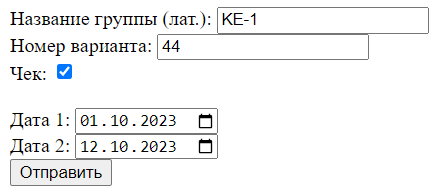 Название группы (лат.): KE-1
Номер варианта: 44
Чек:
Дата 1: 01.10.2023
Дата 2: 12.10.2023
Отправить